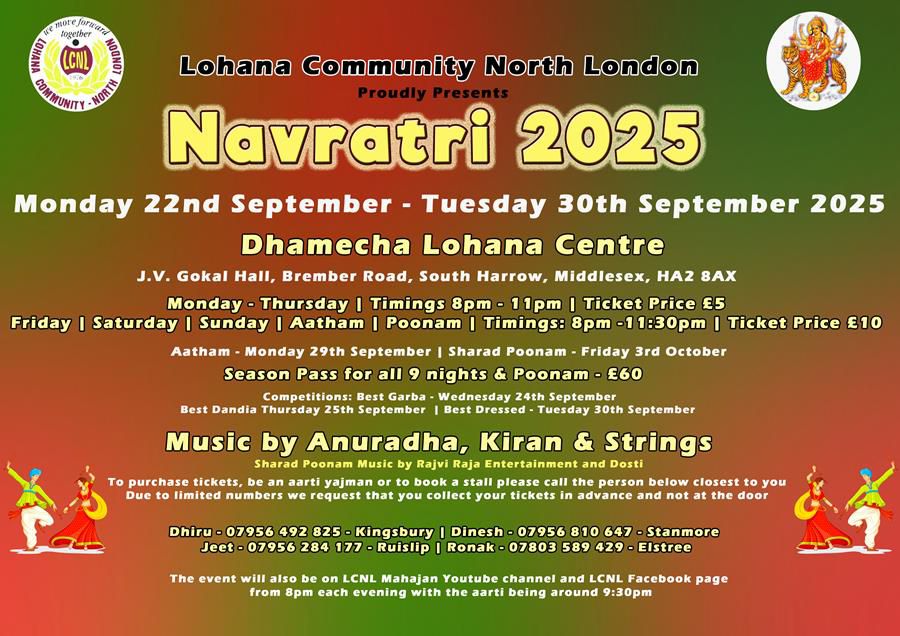 we move forward
together
LCNL
1976
LOHANA COMMUNITY - NORTH LONDON
Lohana Community North London
Proudly Presents
Navratri 2025
Monday 22nd September - Tuesday 30th September 2025
Dhamecha Lohana Centre
J.V. Gokal Hall, Brember Road, South Harrow, Middlesex, HA2 8AX
Monday - Thursday | Timings 8pm - 11pm | Ticket Price £5
Friday | Saturday | Sunday | Aatham | Poonam | Timings: 8pm -11:30pm | Ticket Price £10
Aatham - Monday 29th September | Sharad Poonam - Friday 3rd October
Season Pass for all 9 nights & Poonam - £60
Competitions: Best Garba - Wednesday 24th September
Best Dandia Thursday 25th September | Best Dressed - Tuesday 30th September
Music by Anuradha, Kiran & Strings
Sharad Poonam Music by Rajvi Raja Entertainment and Dosti
To purchase tickets, be an aarti yajman or to book a stall please call the person below closest to you
Due to limited numbers we request that you collect your tickets in advance and not at the door
Dhiru - 07956 492 825 - Kingsbury | Dinesh - 07956 810 647 - Stanmore
Jeet - 07956 284 177 - Ruislip | Ronak - 07803 589 429 - Elstree
The event will also be on LCNL Mahajan Youtube channel and LCNL Facebook page
from 8pm each evening with the aarti being around 9:30pm